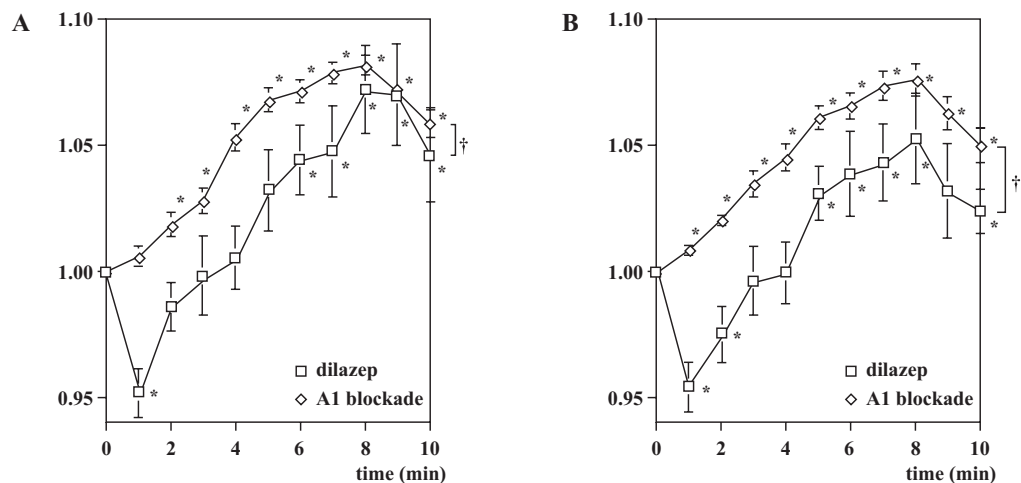 A
1.10
1.05
1.00
0.95
* * * * * * * * *
* * * * * *
†
dilazep
A1 blockade
0 2 4 6 8 10
time (min)
B
1.10
1.05
1.00
0.95
* * * * * * * * * *
* * * * * * *
†
dilazep
A1 blockade
0 2 4 6 8 10
time (min)